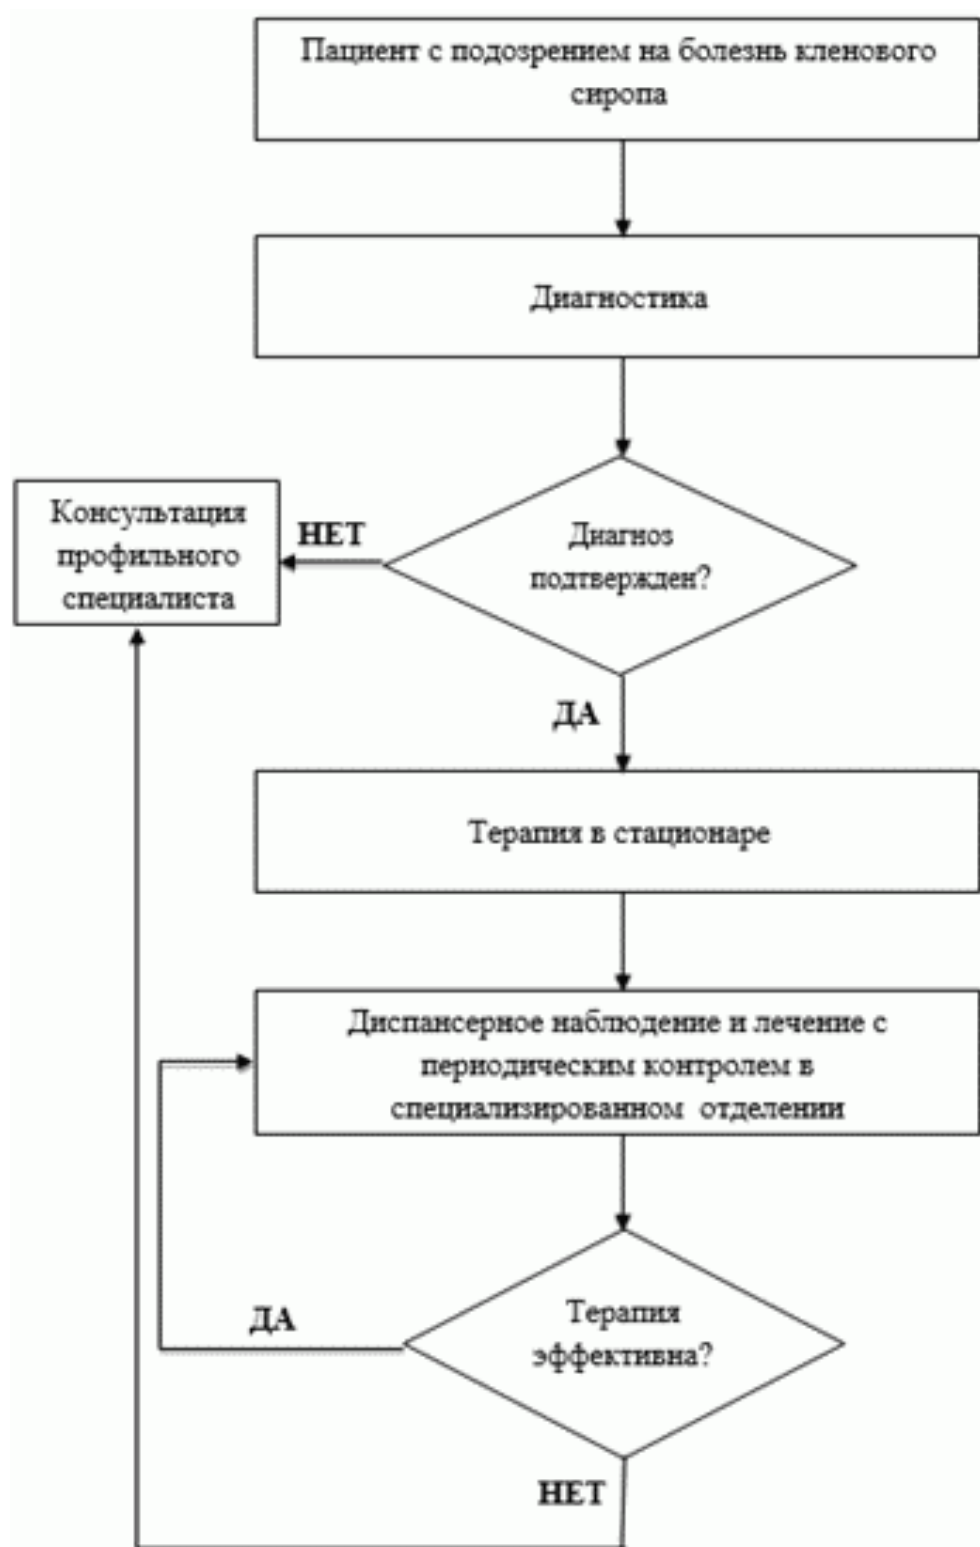 Пациент с подозрением на болезнь кленового
сиропа
Диагностика
Диагноз
подтвержден?
НЕТ
Консультация
профильного
специалиста
ДА
Терапия в стационаре
Диспансерное наблюдение и лечение с
периодическим контролем в
специализированном отделении
Терапия
эффективна?
ДА
НЕТ